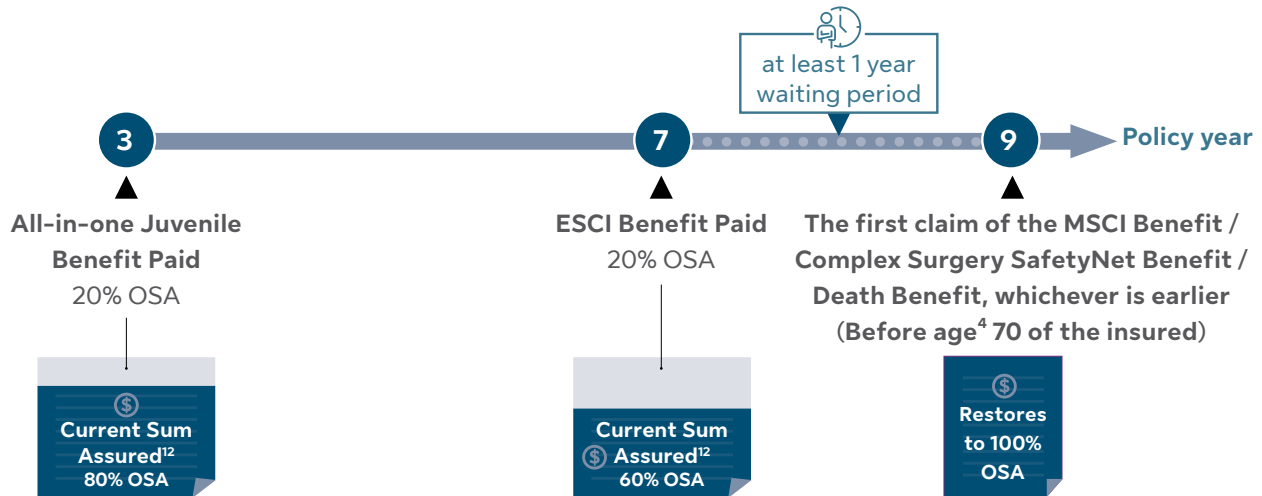 at least 1 year
waiting period
3
7
9
Policy year
All-in-one Juvenile
Benefit Paid
20% OSA
ESCI Benefit Paid
20% OSA
The first claim of the MSCI Benefit /
Complex Surgery SafetyNet Benefit /
Death Benefit, whichever is earlier
(Before age⁴ 70 of the insured)
$
Current Sum
Assured¹²
80% OSA
Current Sum
$ Assured¹²
60% OSA
$
Restores
to 100%
OSA